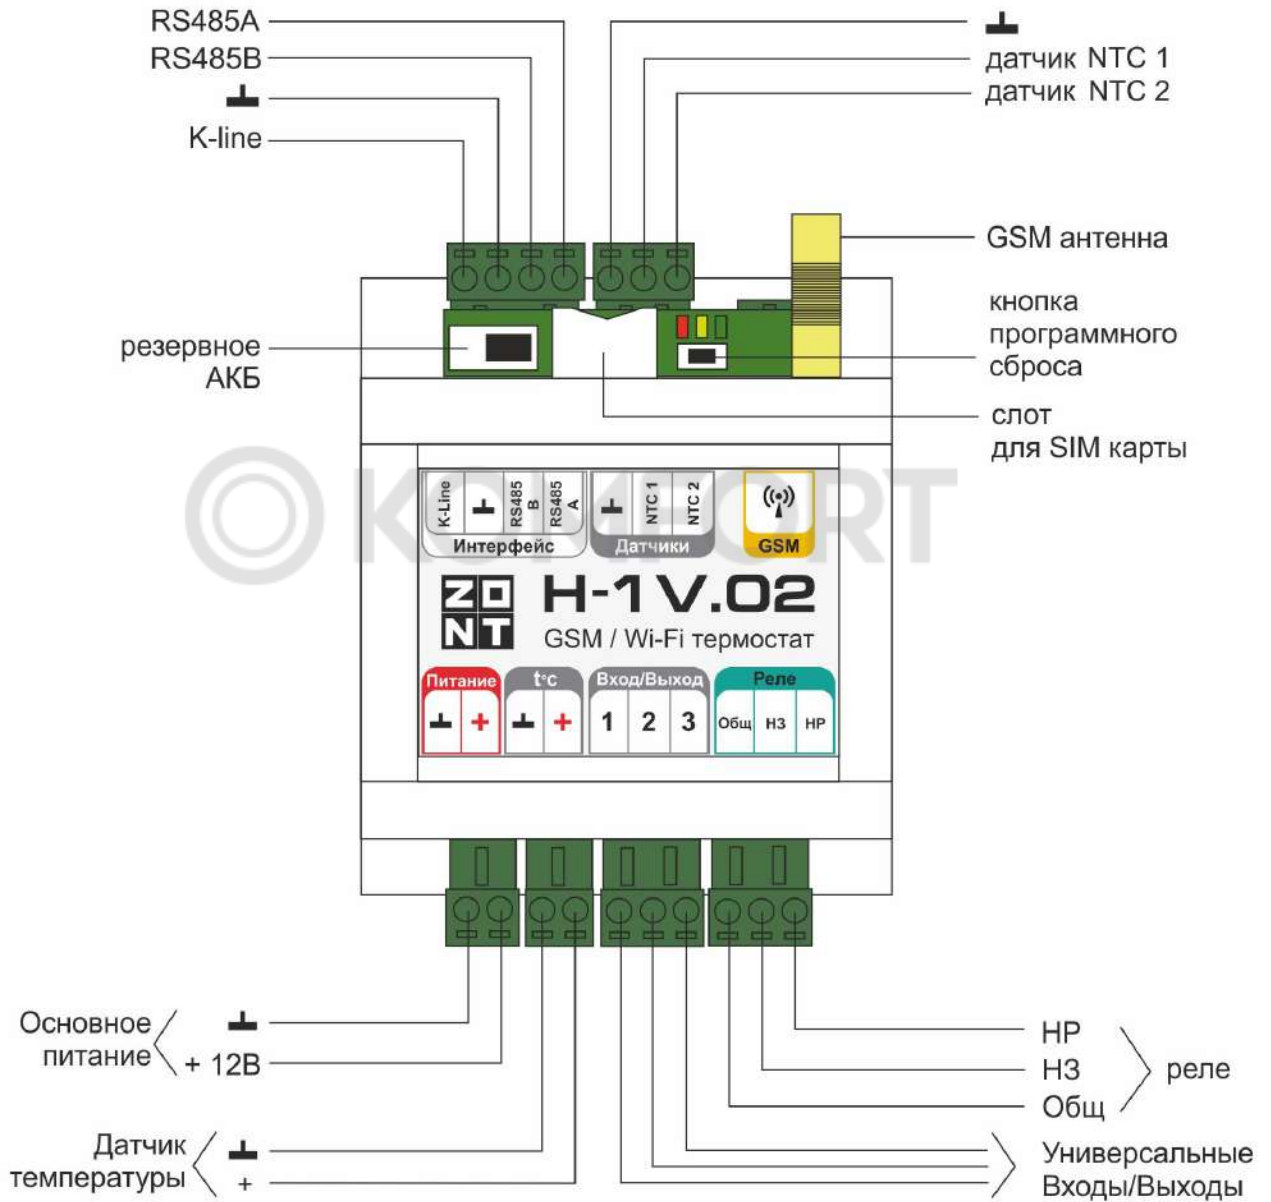 RS485A
RS485B
K-line
датчик NTC 1
датчик NTC 2
GSM антенна
кнопка
программного
сброса
резервное
АКБ
слот
для SIM карты
KOMFORT
K-Line
RS485
B
RS485
A
NTC 1
NTC 2
Интерфейс
Датчики
GSM
ZONT
H-1V.02
GSM / Wi-Fi термостат
Питание
t°c
Вход/Выход
Реле
+
+
1
2
3
Общ
НЗ
НР
Основное
питание
+ 12В
Датчик
температуры
+
НР
НЗ
Общ
реле
Универсальные
Входы/Выходы